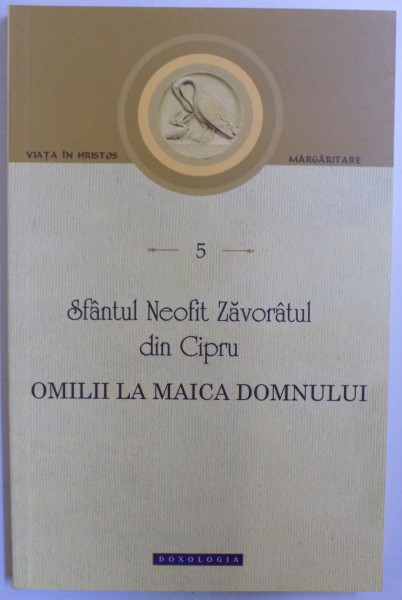 VIAȚA ÎN HRISTOS
MĂRGĂRITARE
5
Sfântul Neofit Zăvorâtul
din Cipru
OMILII LA MAICA DOMNULUI
DOXOLOGIA